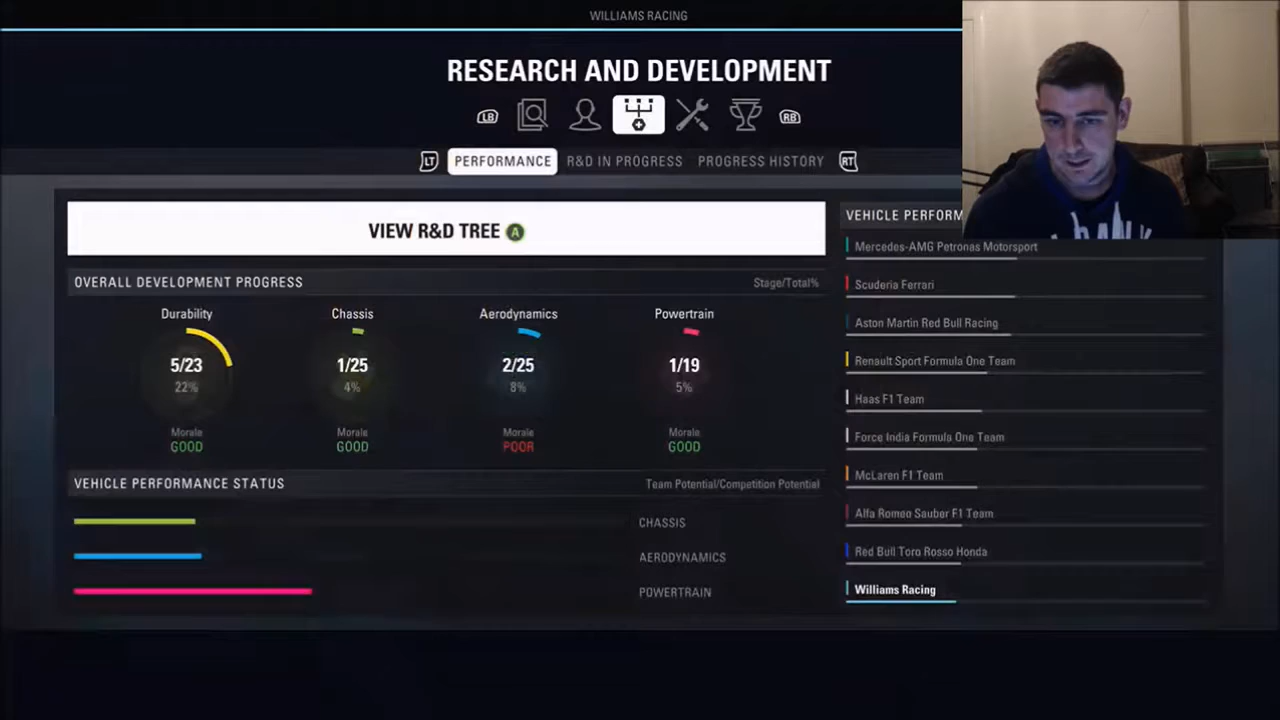 WILLIAMS RACING
RESEARCH AND DEVELOPMENT
LB RB
LT PERFORMANCE R&D IN PROGRESS PROGRESS HISTORY RT
VIEW R&D TREE A
OVERALL DEVELOPMENT PROGRESS Stage/Total%
Durability Chassis Aerodynamics Powertrain
5/23 1/25 2/25 1/19
22% 4% 8% 5%
Morale Morale Morale Morale
GOOD GOOD POOR GOOD
VEHICLE PERFORMANCE STATUS Team Potential/Competition Potential
CHASSIS
AERODYNAMICS
POWERTRAIN
VEHICLE PERFORM
Mercedes-AMG Petronas Motorsport
Scuderia Ferrari
Aston Martin Red Bull Racing
Renault Sport Formula One Team
Haas F1 Team
Force India Formula One Team
McLaren F1 Team
Alfa Romeo Sauber F1 Team
Red Bull Toro Rosso Honda
Williams Racing